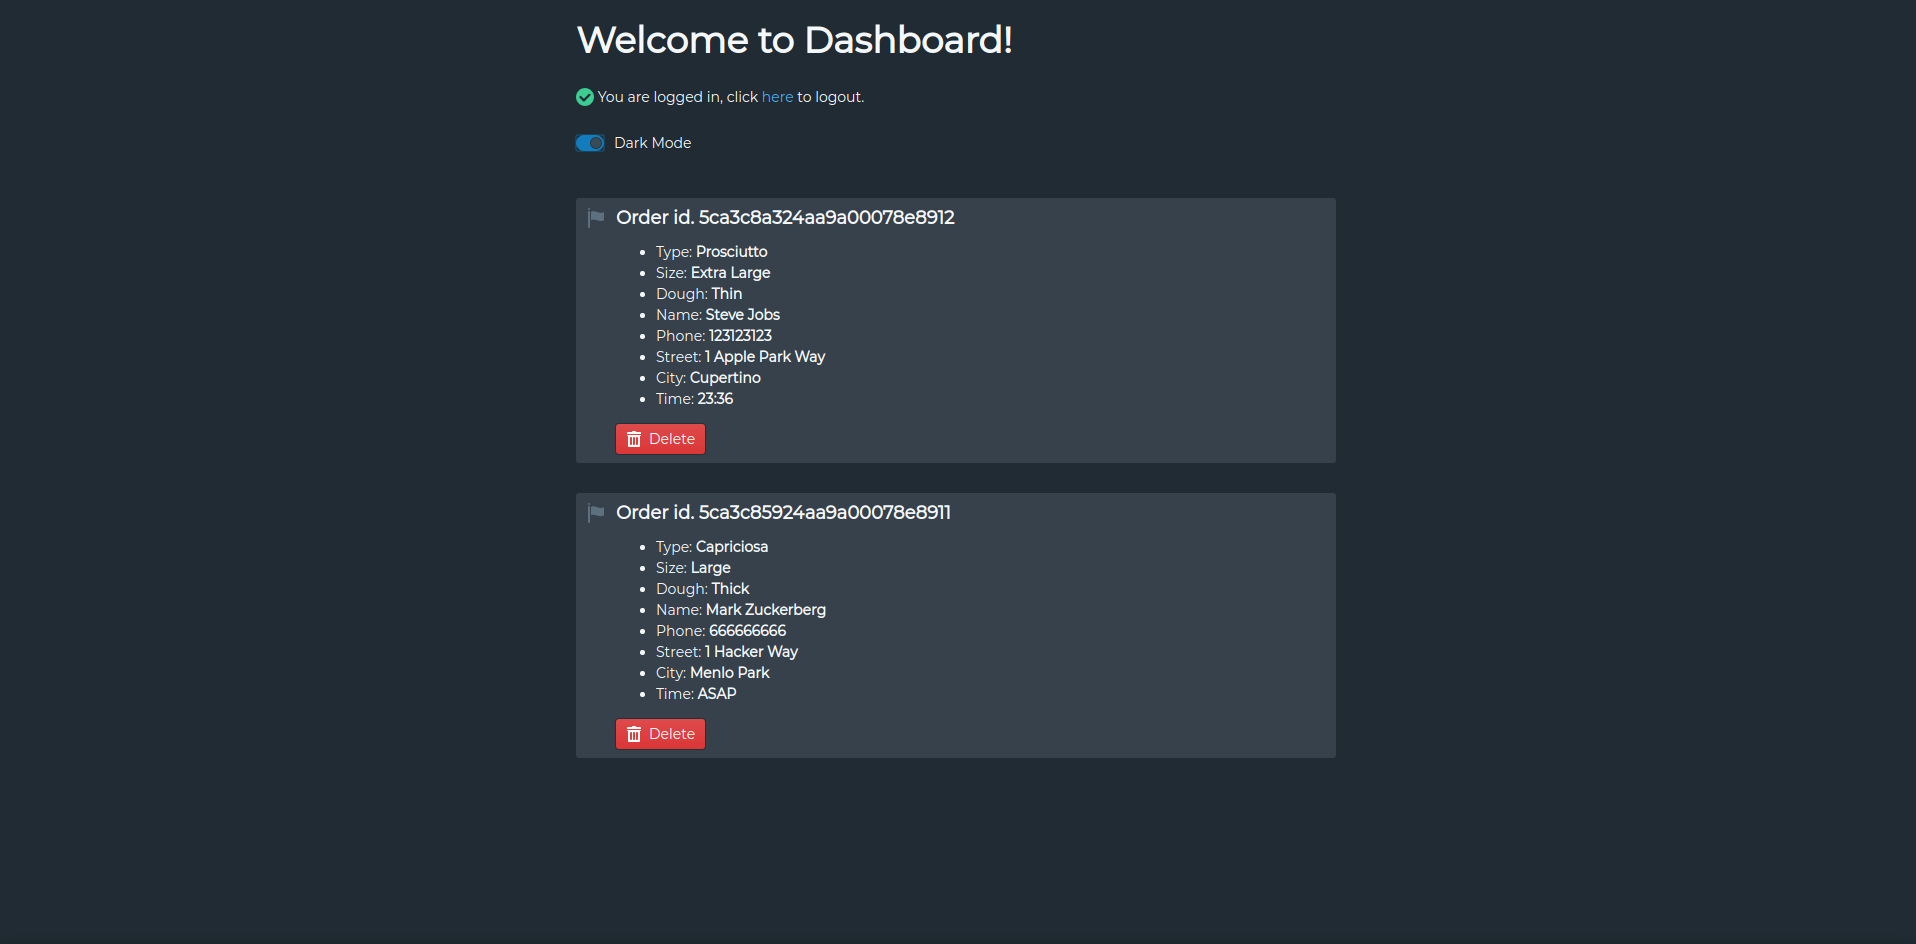 Welcome to Dashboard!
You are logged in, click here to logout.
Dark Mode
Order id. 5ca3c8a324aa9a00078e8912
Type: Prosciutto
Size: Extra Large
Dough: Thin
Name: Steve Jobs
Phone: 123123123
Street: 1 Apple Park Way
City: Cupertino
Time: 23:36
Delete
Order id. 5ca3c85924aa9a00078e8911
Type: Capriciosa
Size: Large
Dough: Thick
Name: Mark Zuckerberg
Phone: 666666666
Street: 1 Hacker Way
City: Menlo Park
Time: ASAP
Delete